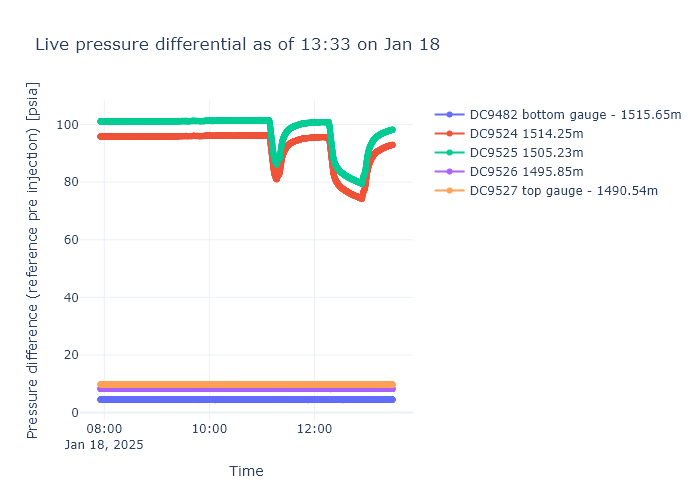 Live pressure differential as of 13:33 on Jan 18
Pressure difference (reference pre injection) [psia]
100
80
60
40
20
0
08:00
Jan 18, 2025
10:00
12:00
Time
DC9482 bottom gauge - 1515.65m
DC9524 1514.25m
DC9525 1505.23m
DC9526 1495.85m
DC9527 top gauge - 1490.54m